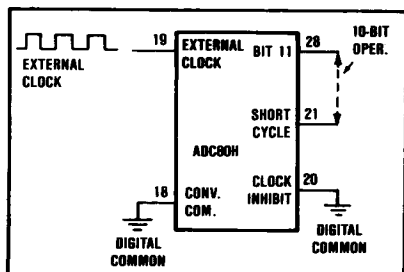 19
EXTERNAL
CLOCK
BIT 11
28
10-BIT
OPER.
EXTERNAL
CLOCK
SHORT
CYCLE
21
ADC80H
18
CONV.
COM.
CLOCK
INHIBIT
20
DIGITAL
COMMON
DIGITAL
COMMON